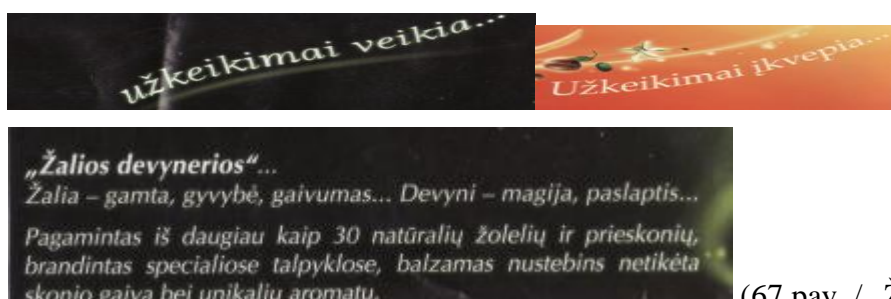 užkeikimai veikia...
Užkeikimai įkvepia...
„Žalios devynerios“...
Žalia – gamta, gyvybė, gaivumas... Devyni – magija, paslaptis...
Pagamintas iš daugiau kaip 30 natūralių žolelių ir prieskonių,
brandintas specialiose talpyklose, balzamas nustebins netikėta
skonio gaiva bei unikaliu aromatu.
(67 pav. /